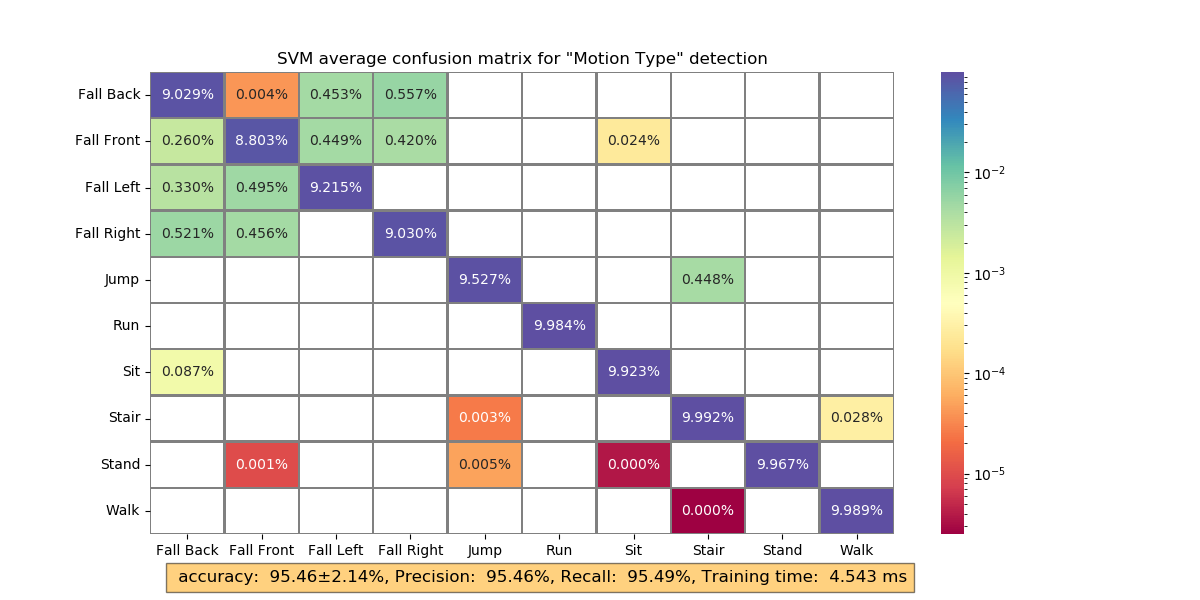 SVM average confusion matrix for "Motion Type" detection
Fall Back 9.029% 0.004% 0.453% 0.557%
Fall Front 0.260% 8.803% 0.449% 0.420% 0.024%
Fall Left 0.330% 0.495% 9.215%
Fall Right 0.521% 0.456% 9.030%
Jump 9.527% 0.448%
Run 9.984%
Sit 0.087% 9.923%
Stair 0.003% 9.992% 0.028%
Stand 0.001% 0.005% 0.000% 9.967%
Walk 0.000% 9.989%
Fall Back Fall Front Fall Left Fall Right Jump Run Sit Stair Stand Walk
accuracy: 95.46±2.14%, Precision: 95.46%, Recall: 95.49%, Training time: 4.543 ms
10⁻²
10⁻³
10⁻⁴
10⁻⁵